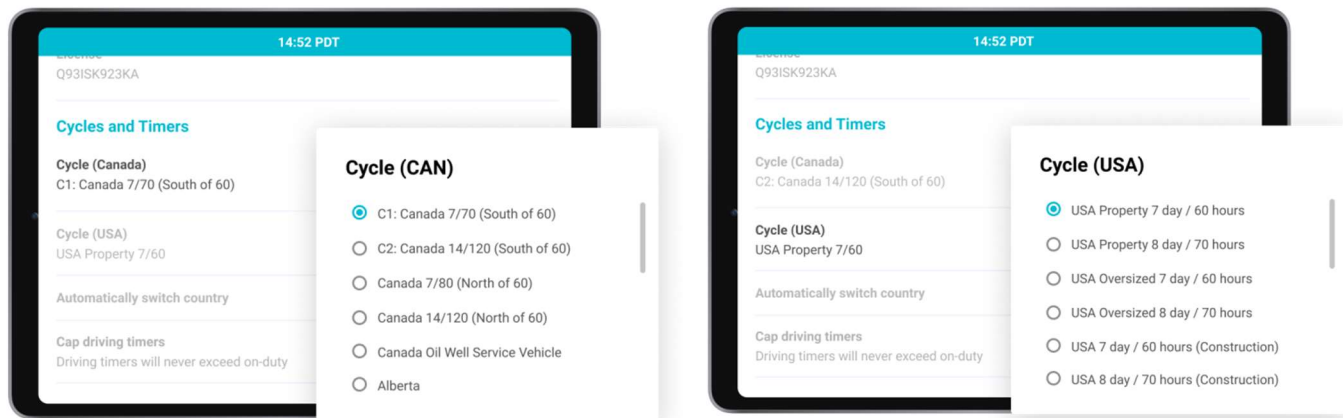 14:52 PDT
Q93ISK923KA
Cycles and Timers
Cycle (Canada)
C1: Canada 7/70 (South of 60)
Cycle (USA)
USA Property 7/60
Automatically switch country
Cap driving timers
Driving timers will never exceed on-duty
Cycle (CAN)
C1: Canada 7/70 (South of 60)
C2: Canada 14/120 (South of 60)
Canada 7/80 (North of 60)
Canada 14/120 (North of 60)
Canada Oil Well Service Vehicle
Alberta
14:52 PDT
Q93ISK923KA
Cycles and Timers
Cycle (Canada)
C2: Canada 14/120 (South of 60)
Cycle (USA)
USA Property 7/60
Automatically switch country
Cap driving timers
Driving timers will never exceed on-duty
Cycle (USA)
USA Property 7 day / 60 hours
USA Property 8 day / 70 hours
USA Oversized 7 day / 60 hours
USA Oversized 8 day / 70 hours
USA 7 day / 60 hours (Construction)
USA 8 day / 70 hours (Construction)